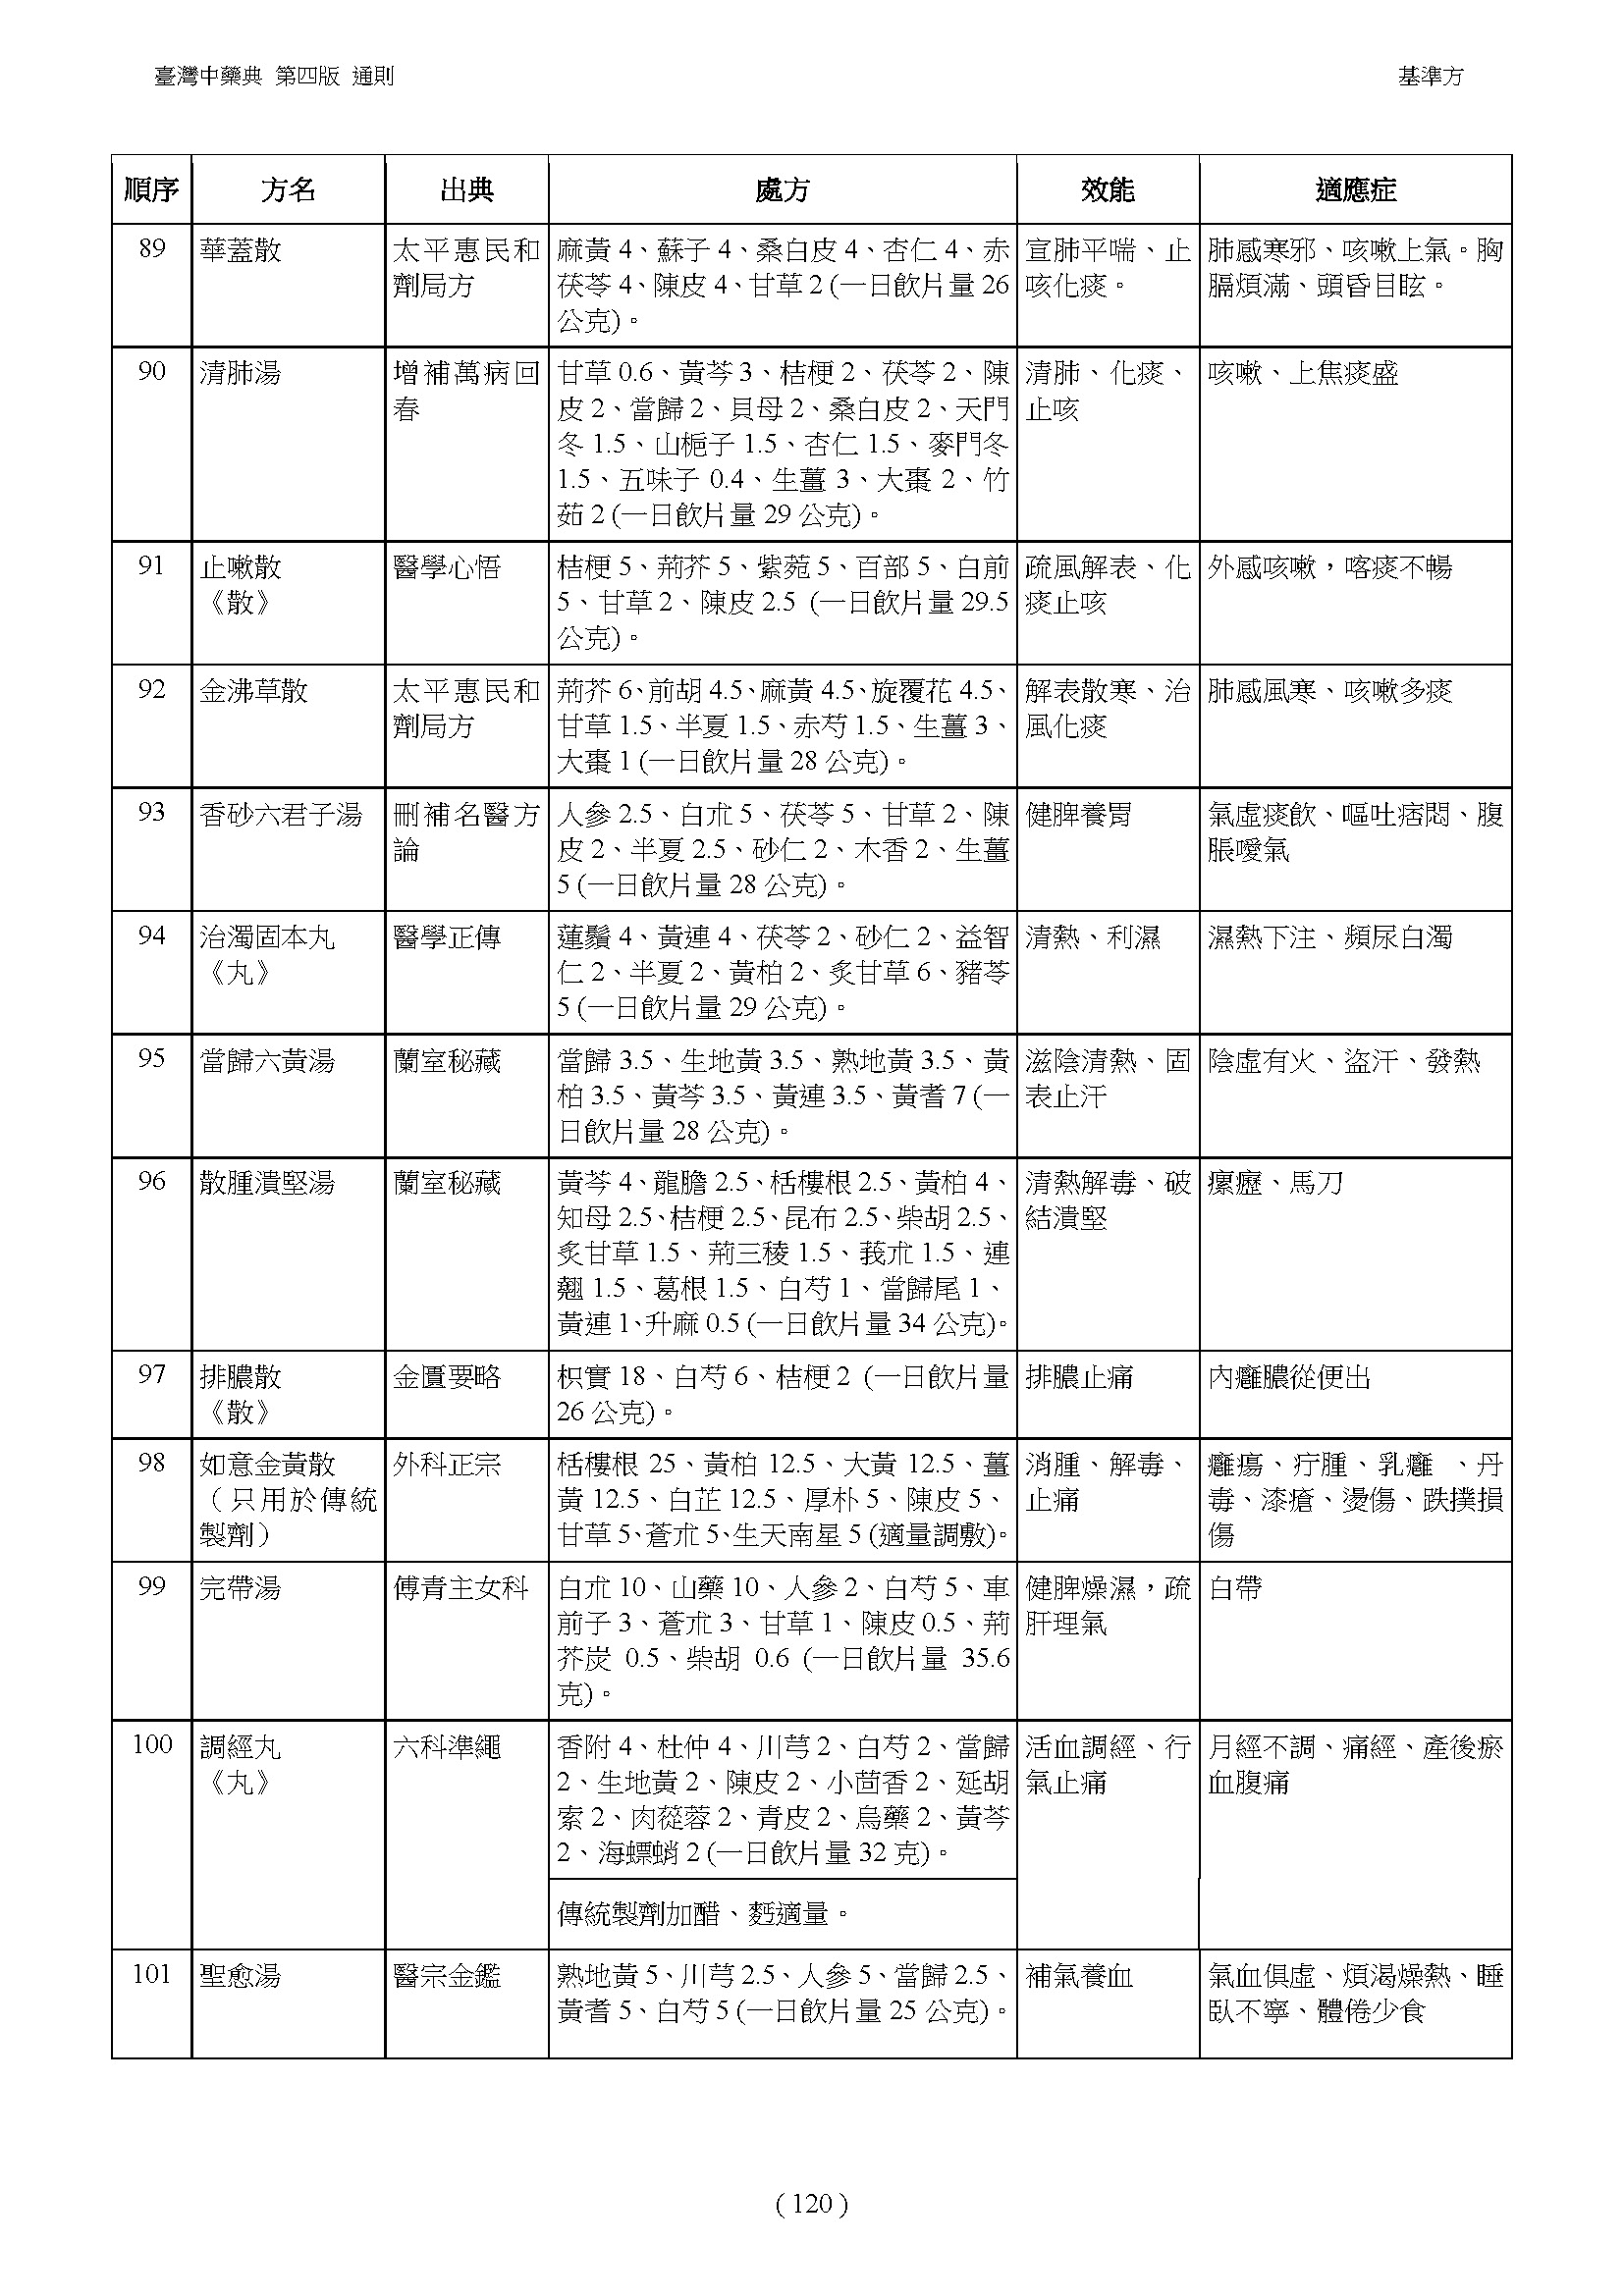 臺灣中藥典 第四版 通則
基準方
順序 方名 出典 處方 效能 適應症
89
華蓋散
太平惠民和
劑局方
麻黃 4、蘇子 4、桑白皮 4、杏仁 4、赤
茯苓 4、陳皮 4、甘草 2 (一日飲片量 26
公克)。
宣肺平喘、止
咳化痰。
肺感寒邪、咳嗽上氣。胸
膈煩滿、頭昏目眩。
90
清肺湯
增補萬病回
春
甘草 0.6、黃芩 3、桔梗 2、茯苓 2、陳
皮 2、當歸 2、貝母 2、桑白皮 2、天門
冬 1.5、山梔子 1.5、杏仁 1.5、麥門冬
1.5、五味子 0.4、生薑 3、大棗 2、竹
茹 2 (一日飲片量 29 公克)。
清肺、化痰、
止咳
咳嗽、上焦痰盛
91
止嗽散
《散》
醫學心悟
桔梗 5、荊芥 5、紫菀 5、百部 5、白前
5、甘草 2、陳皮 2.5 (一日飲片量 29.5
公克)。
疏風解表、化
痰止咳
外感咳嗽，喀痰不暢
92
金沸草散
太平惠民和
劑局方
荊芥 6、前胡 4.5、麻黃 4.5、旋覆花 4.5、
甘草 1.5、半夏 1.5、赤芍 1.5、生薑 3、
大棗 1 (一日飲片量 28 公克)。
解表散寒、治
風化痰
肺感風寒、咳嗽多痰
93
香砂六君子湯
刪補名醫方
論
人參 2.5、白朮 5、茯苓 5、甘草 2、陳
皮 2、半夏 2.5、砂仁 2、木香 2、生薑
5 (一日飲片量 28 公克)。
健脾養胃
氣虛痰飲、嘔吐痞悶、腹
脹噯氣
94
治濁固本丸
《丸》
醫學正傳
蓮鬚 4、黃連 4、茯苓 2、砂仁 2、益智
仁 2、半夏 2、黃柏 2、炙甘草 6、豬苓
5 (一日飲片量 29 公克)。
清熱、利濕
濕熱下注、頻尿白濁
95
當歸六黃湯
蘭室秘藏
當歸 3.5、生地黃 3.5、熟地黃 3.5、黃
柏 3.5、黃芩 3.5、黃連 3.5、黃耆 7 (一
日飲片量 28 公克)。
滋陰清熱、固
表止汗
陰虛有火、盜汗、發熱
96
散腫潰堅湯
蘭室秘藏
黃芩 4、龍膽 2.5、栝樓根 2.5、黃柏 4、
知母 2.5、桔梗 2.5、昆布 2.5、柴胡 2.5、
炙甘草 1.5、荊三稜 1.5、莪朮 1.5、連
翹 1.5、葛根 1.5、白芍 1、當歸尾 1、
黃連 1、升麻 0.5 (一日飲片量 34 公克)。
清熱解毒、破
結潰堅
瘰癧、馬刀
97
排膿散
《散》
金匱要略
枳實 18、白芍 6、桔梗 2 (一日飲片量
26 公克)。
排膿止痛
內癰膿從便出
98
如意金黃散
（只用於傳統
製劑）
外科正宗
栝樓根 25、黃柏 12.5、大黃 12.5、薑
黃 12.5、白芷 12.5、厚朴 5、陳皮 5、
甘草 5、蒼朮 5、生天南星 5 (適量調敷)。
消腫、解毒、
止痛
癰瘍、疔腫、乳癰 、丹
毒、漆瘡、燙傷、跌撲損
傷
99
完帶湯
傅青主女科
白朮 10、山藥 10、人參 2、白芍 5、車
前子 3、蒼朮 3、甘草 1、陳皮 0.5、荊
芥炭 0.5、柴胡 0.6 (一日飲片量 35.6
克)。
健脾燥濕，疏
肝理氣
白帶
100
調經丸
《丸》
六科準繩
香附 4、杜仲 4、川芎 2、白芍 2、當歸
2、生地黃 2、陳皮 2、小茴香 2、延胡
索 2、肉蓯蓉 2、青皮 2、烏藥 2、黃芩
2、海螵蛸 2 (一日飲片量 32 克)。
傳統製劑加醋、麪適量。
活血調經、行
氣止痛
月經不調、痛經、產後瘀
血腹痛
101
聖愈湯
醫宗金鑑
熟地黃 5、川芎 2.5、人參 5、當歸 2.5、
黃耆 5、白芍 5 (一日飲片量 25 公克)。
補氣養血
氣血俱虛、煩渴燥熱、睡
臥不寧、體倦少食
( 120 )